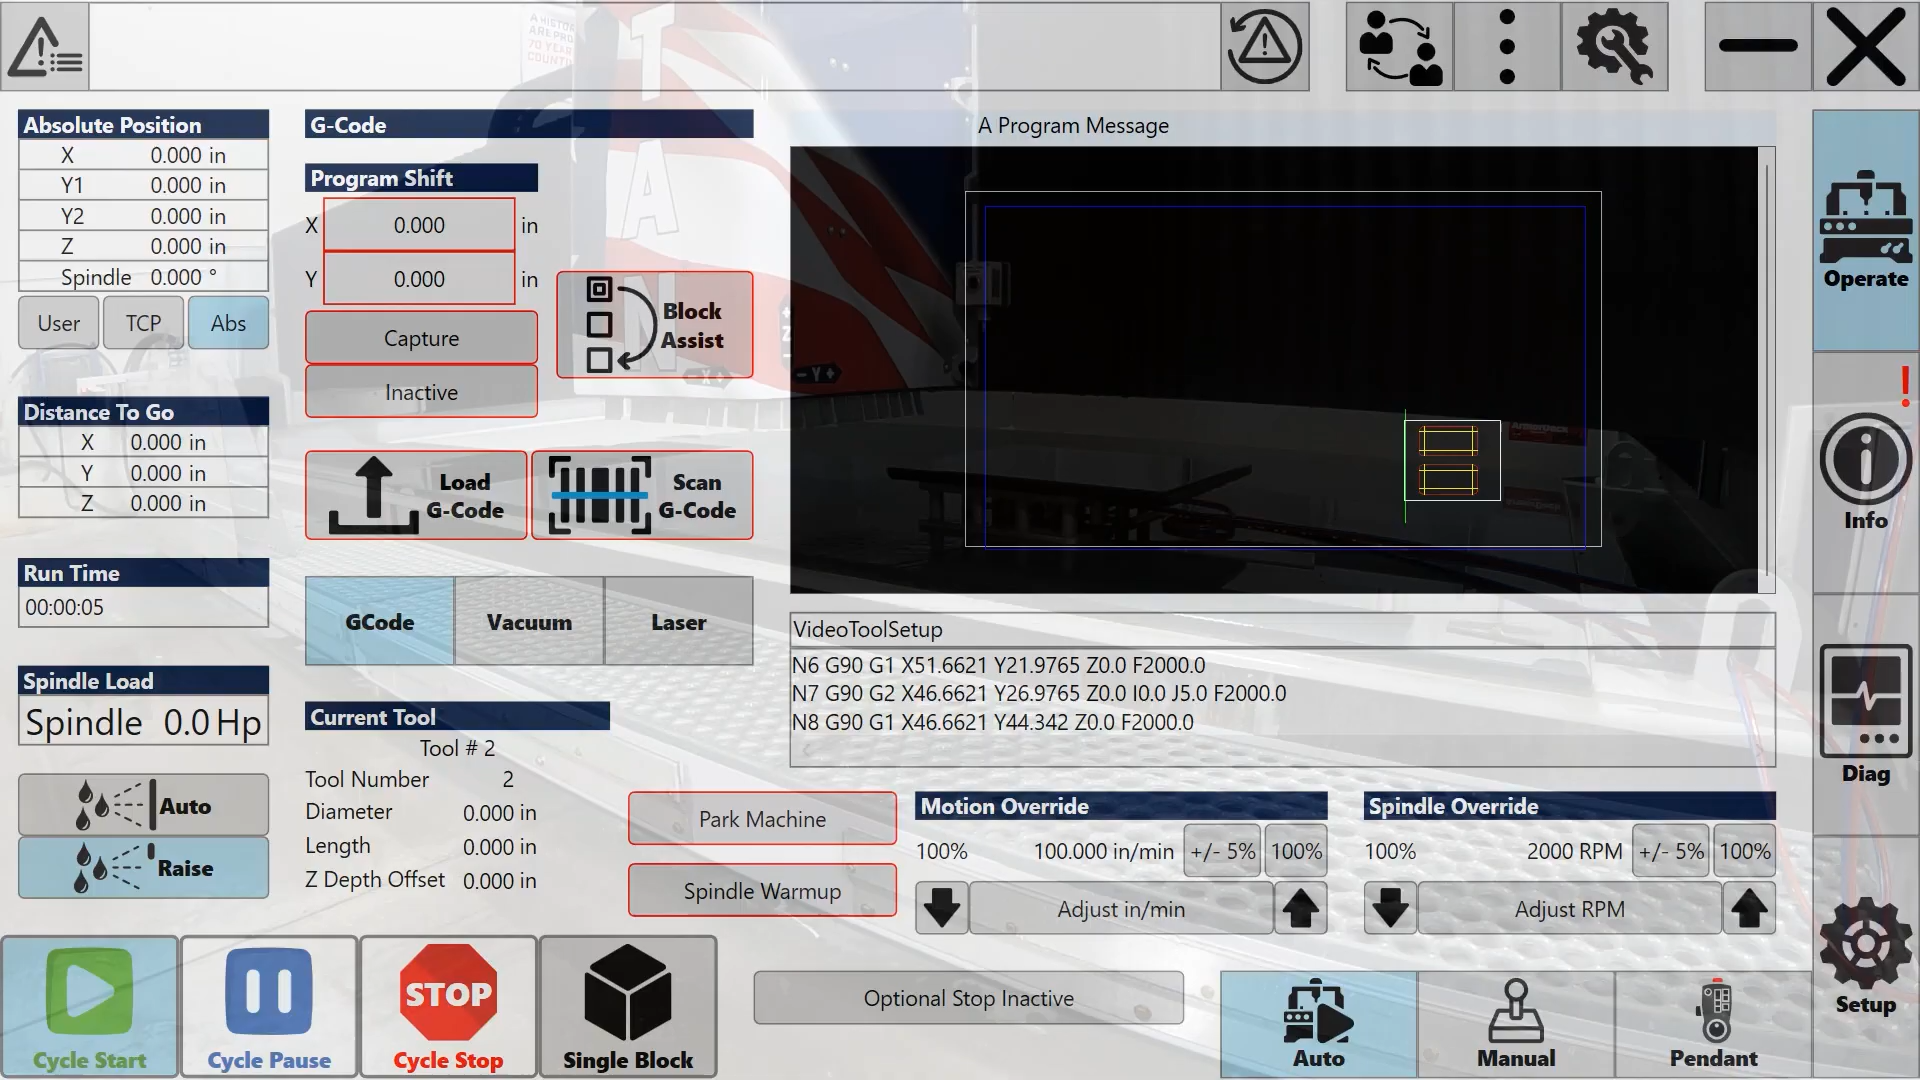 A HISTOR
ARE PRO
70 YEAR
COUNTI
TITAN
Absolute Position
X 0.000 in
Y1 0.000 in
Y2 0.000 in
Z 0.000 in
Spindle 0.000 °
User
TCP
Abs
Distance To Go
X 0.000 in
Y 0.000 in
Z 0.000 in
Run Time
00:00:05
Spindle Load
Spindle 0.0 Hp
Auto
Raise
G-Code
Program Shift
X 0.000 in
Y 0.000 in
Capture
Inactive
Block
Assist
Load
G-Code
Scan
G-Code
GCode
Vacuum
Laser
Current Tool
Tool # 2
Tool Number 2
Diameter 0.000 in
Length 0.000 in
Z Depth Offset 0.000 in
Park Machine
Spindle Warmup
A Program Message
VideoToolSetup
N6 G90 G1 X51.6621 Y21.9765 Z0.0 F2000.0
N7 G90 G2 X46.6621 Y26.9765 Z0.0 I0.0 J5.0 F2000.0
N8 G90 G1 X46.6621 Y44.342 Z0.0 F2000.0
Motion Override
100% 100.000 in/min +/- 5% 100%
Adjust in/min
Spindle Override
100% 2000 RPM +/- 5% 100%
Adjust RPM
Operate
!
Info
Diag
Setup
Cycle Start
Cycle Pause
STOP
Cycle Stop
Single Block
Optional Stop Inactive
Auto
Manual
Pendant